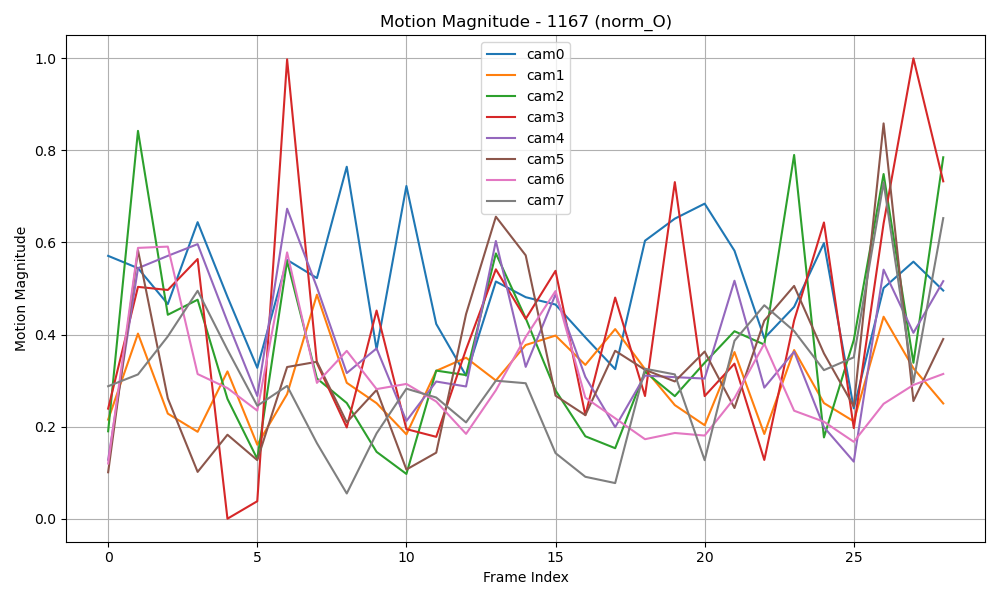 Motion Magnitude - 1167 (norm_O)
cam0
cam1
cam2
cam3
cam4
cam5
cam6
cam7
Motion Magnitude
1.0
0.8
0.6
0.4
0.2
0.0
0 5 10 15 20 25
Frame Index